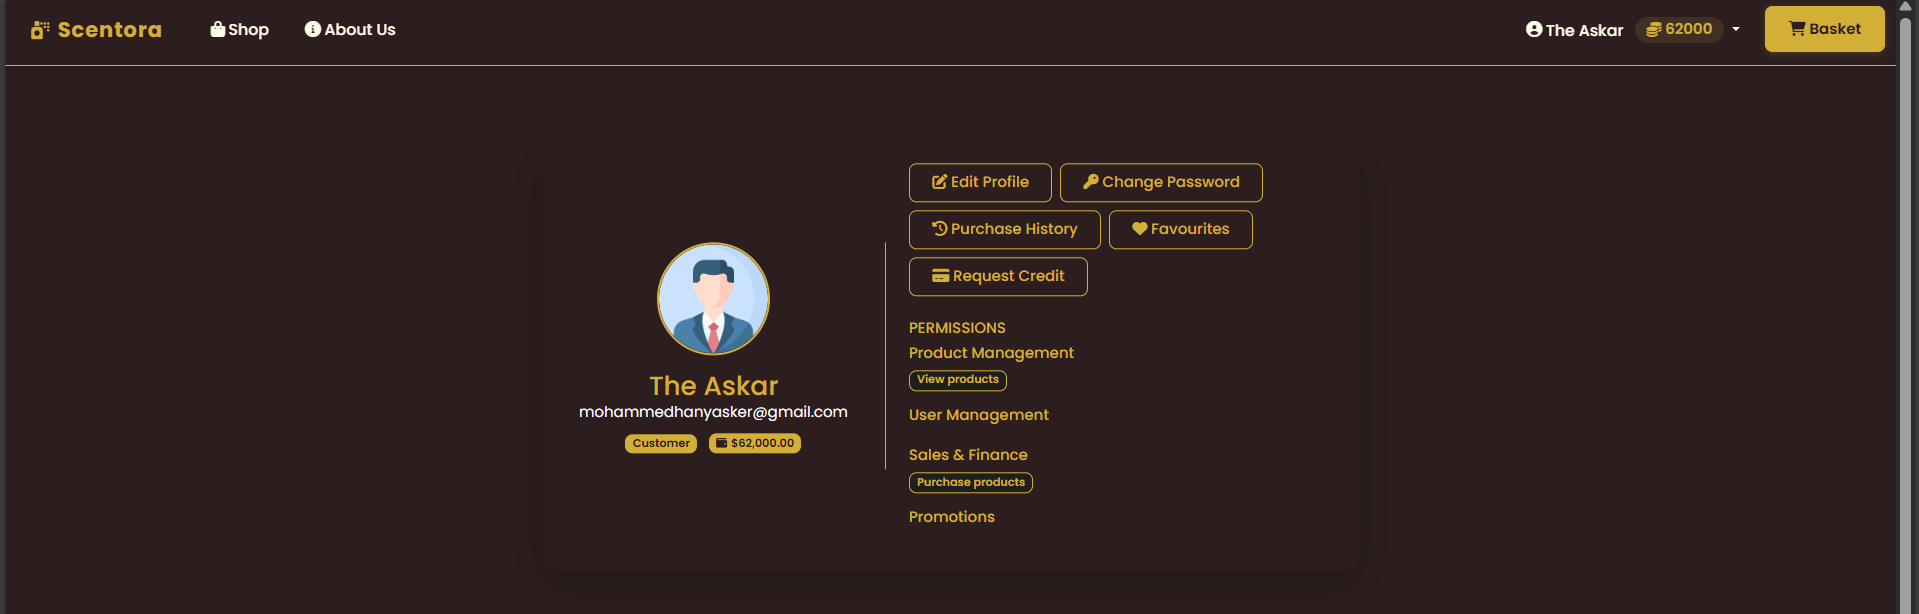 Scentora Shop About Us The Askar 62000 Basket
Edit Profile Change Password
Purchase History Favourites
Request Credit
The Askar
mohammedhanyasker@gmail.com
Customer $62,000.00
PERMISSIONS
Product Management
View products
User Management
Sales & Finance
Purchase products
Promotions